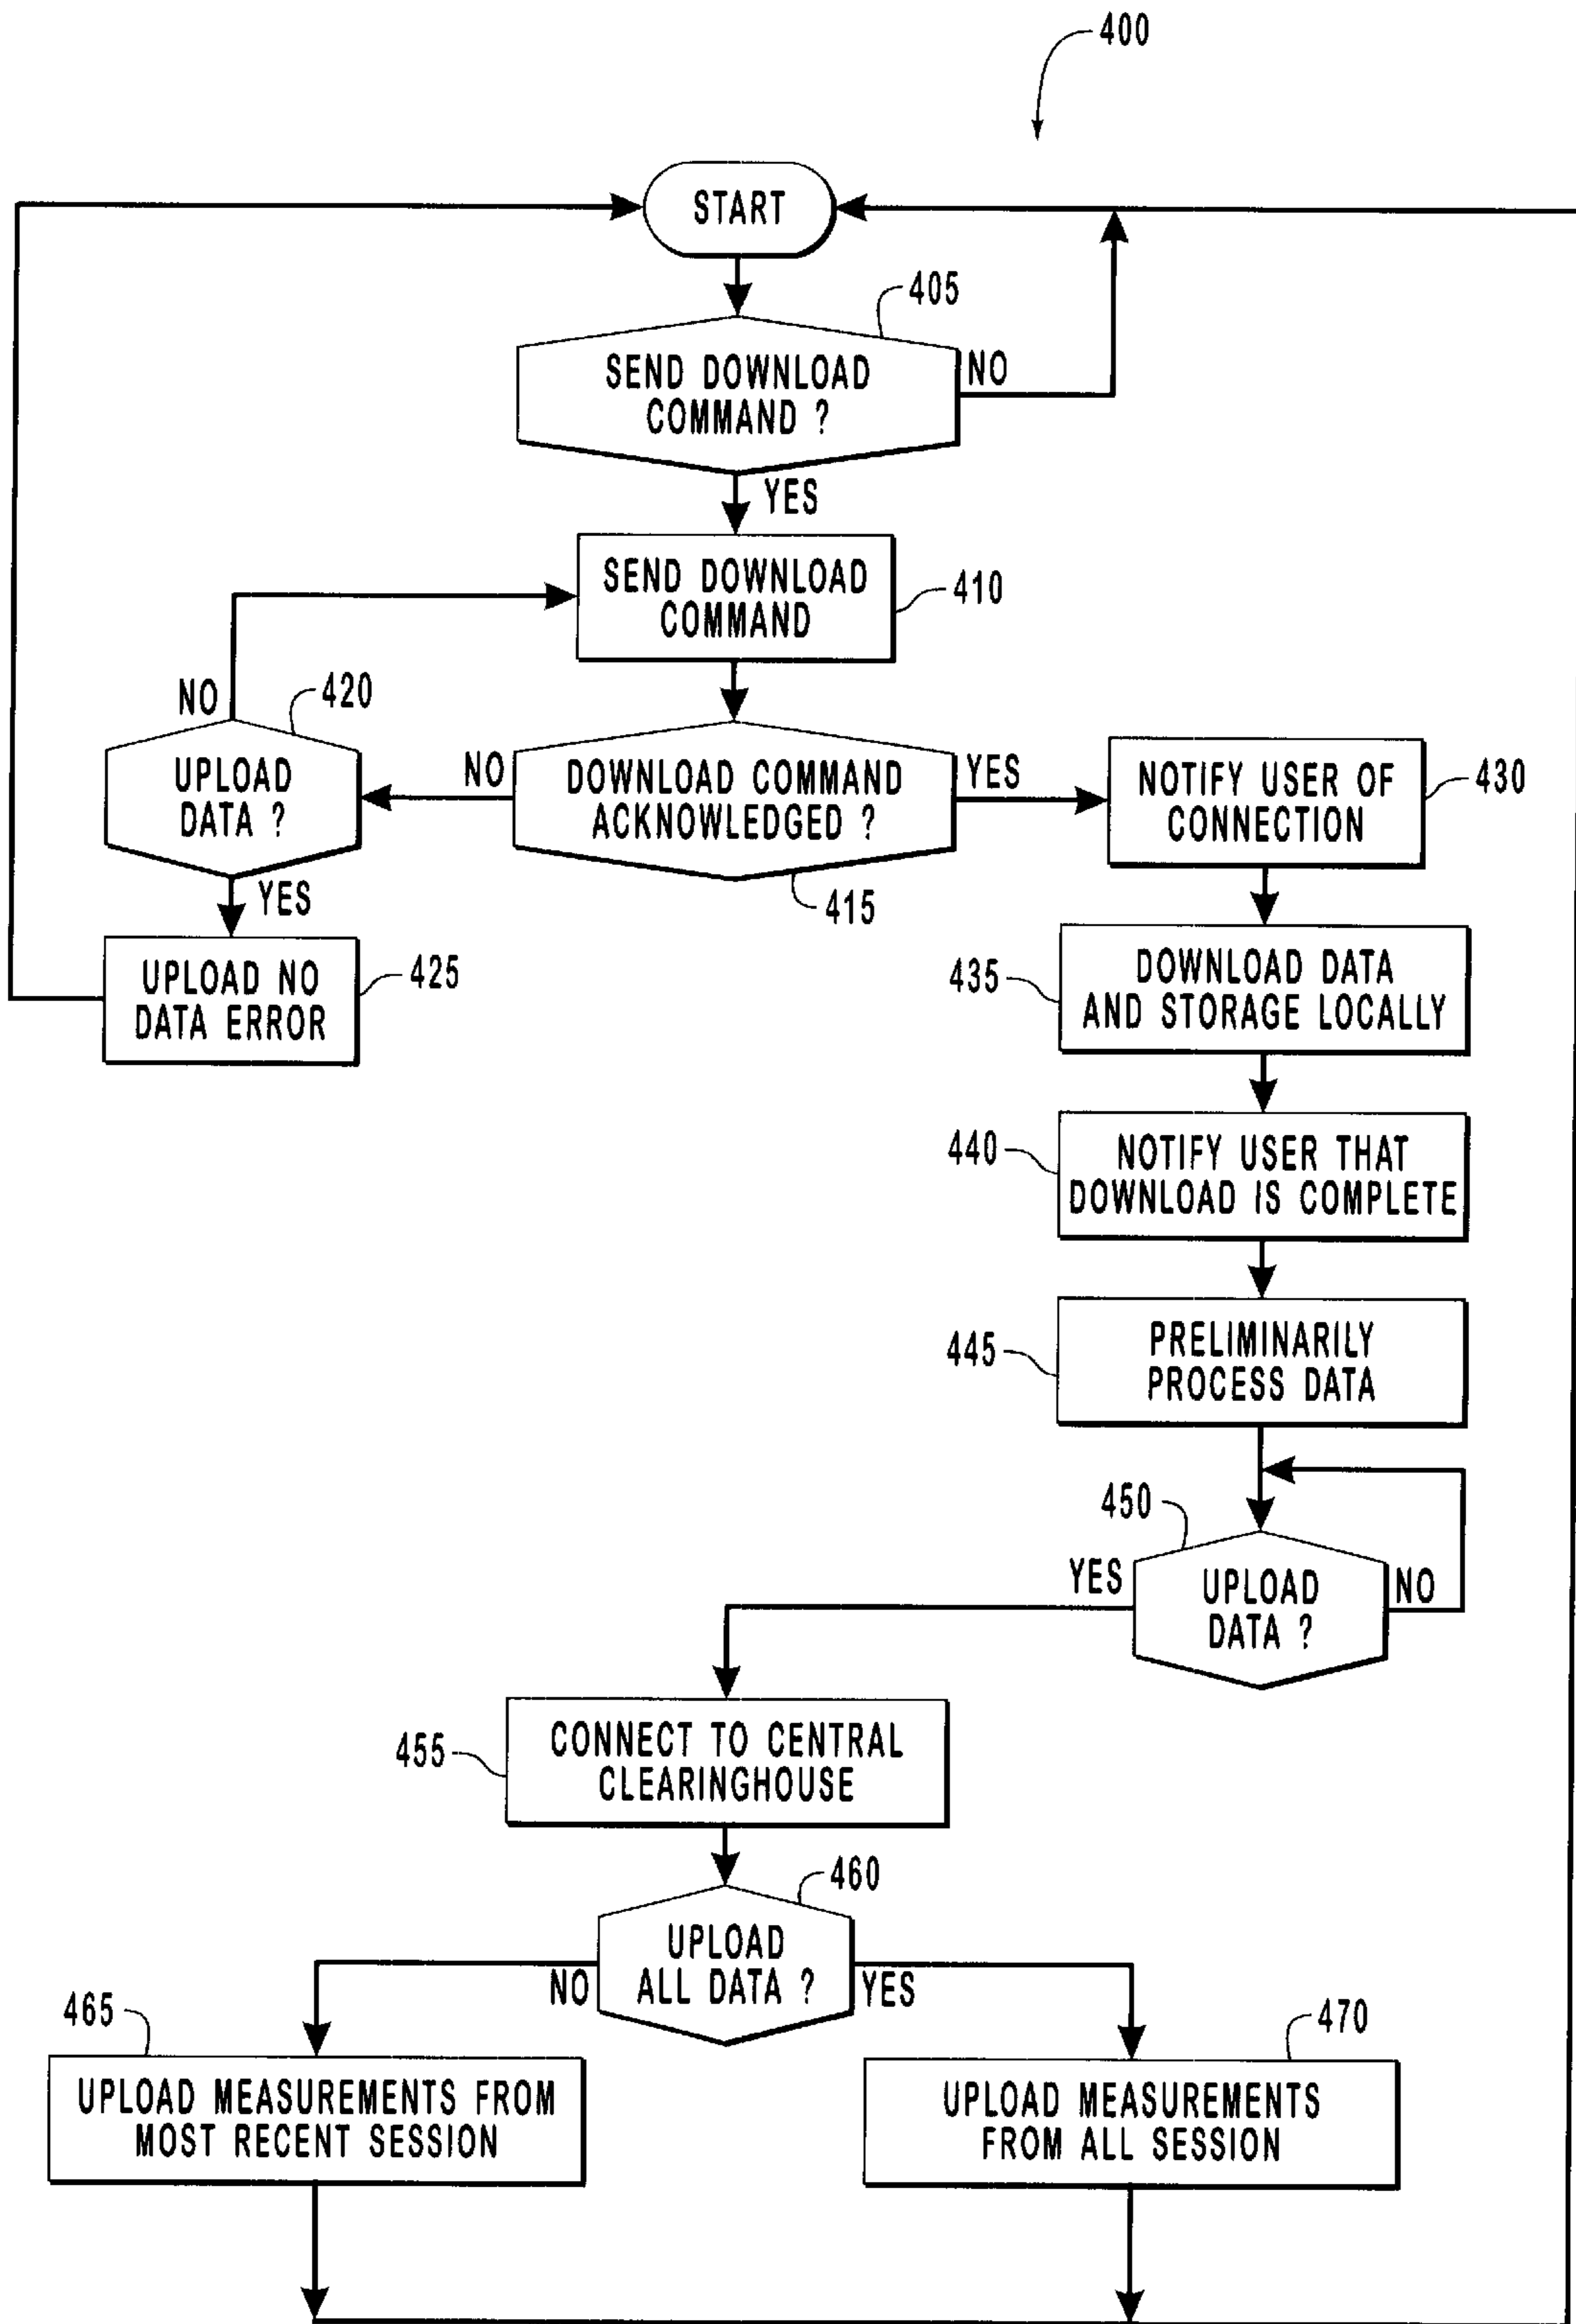 400
START
405
SEND DOWNLOAD
COMMAND ?
NO
YES
SEND DOWNLOAD
COMMAND
410
NO
420
UPLOAD
DATA ?
NO
DOWNLOAD COMMAND
ACKNOWLEDGED ?
YES
NOTIFY USER OF
CONNECTION
430
YES
415
UPLOAD NO
DATA ERROR
425
435
DOWNLOAD DATA
AND STORAGE LOCALLY
440
NOTIFY USER THAT
DOWNLOAD IS COMPLETE
445
PRELIMINARILY
PROCESS DATA
450
YES
UPLOAD
DATA ?
NO
455
CONNECT TO CENTRAL
CLEARINGHOUSE
460
UPLOAD
ALL DATA ?
NO
YES
465
470
UPLOAD MEASUREMENTS FROM
MOST RECENT SESSION
UPLOAD MEASUREMENTS
FROM ALL SESSION